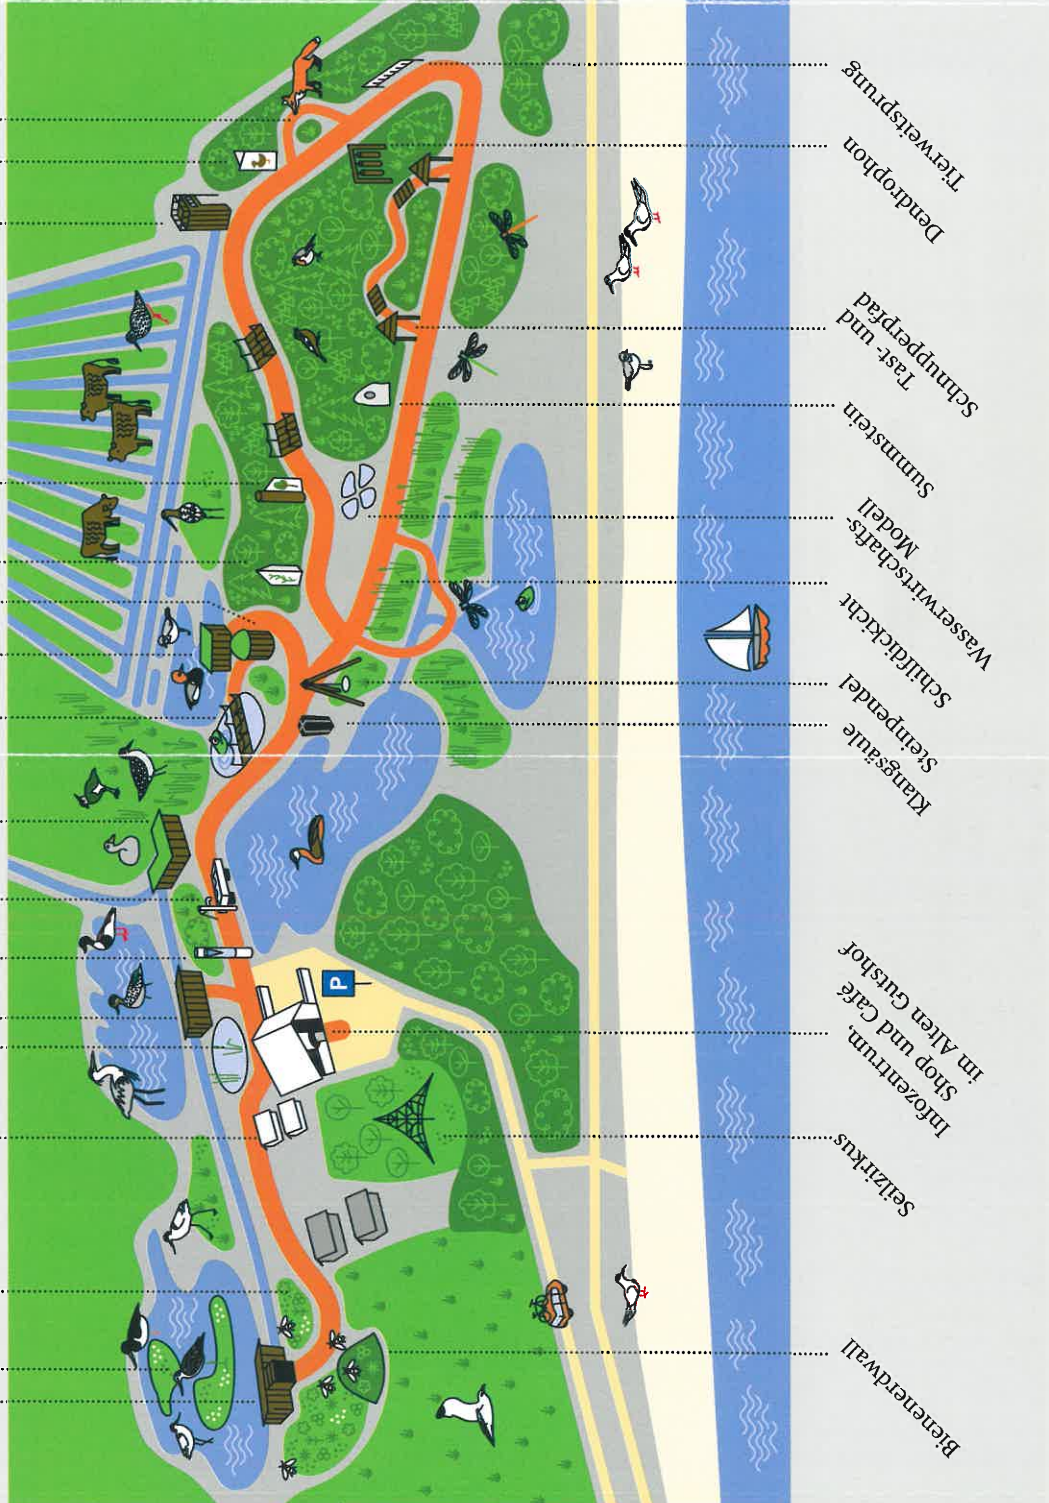 P
Bienenerdwall
Seilzirkus
Infozentrum,
Shop und Café
im Alten Gutshof
Klangsäule
Steinpendel
Schilfdickicht
Wasserwirtschafts-
Modell
Summstein
Tast- und
Schnupperpfad
Dendrophon
Tierweitsprung